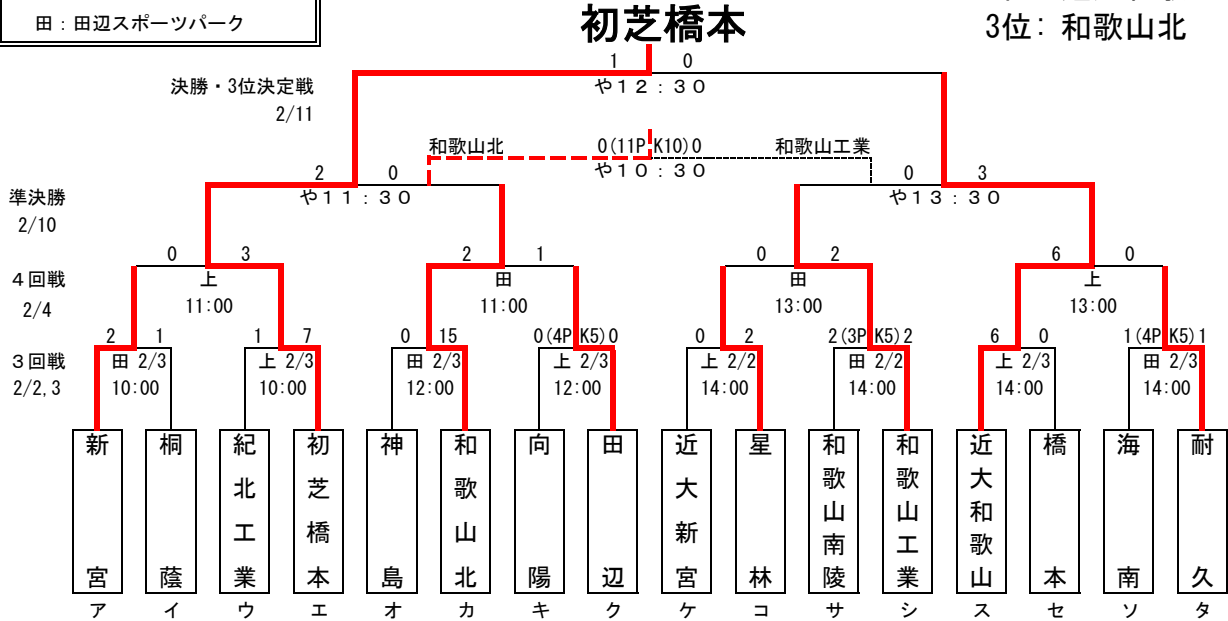 田：田辺スポーツパーク
初芝橋本
3位: 和歌山北
1 0
決勝・3位決定戦
や12：30
2/11
和歌山北 0(11PK10)0 和歌山工業
や10：30
2 0 0 3
準決勝
や11：30 や13：30
2/10
0 3 2 1 0 2 6 0
4回戦
上 田 田 上
2/4
11:00 11:00 13:00 13:00
2 1 1 7 0 15 0(4PK5)0 0 2 2(3PK5)2 6 0 1(4PK5)1
3回戦
田 2/3 上 2/3 田 2/3 上 2/3 上 2/2 田 2/2 上 2/3 田 2/3
2/2,3
10:00 10:00 12:00 12:00 14:00 14:00 14:00 14:00
新宮
桐蔭
紀北工業
初芝橋本
神島
和歌山北
向陽
田辺
近大新宮
星林
和歌山南陵
和歌山工業
近大和歌山
橋本
海南
耐久
ア イ ウ エ オ カ キ ク ケ コ サ シ ス セ ソ タ